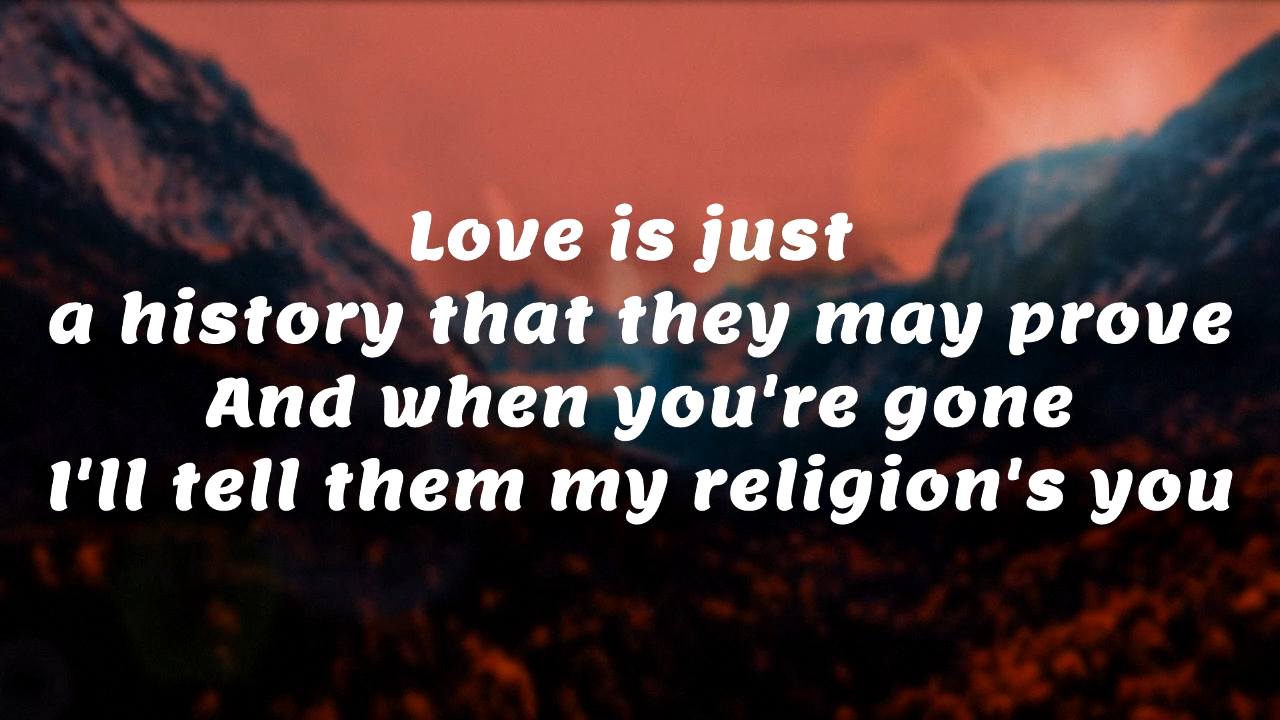 Love is just
a history that they may prove
And when you're gone
I'll tell them my religion's you